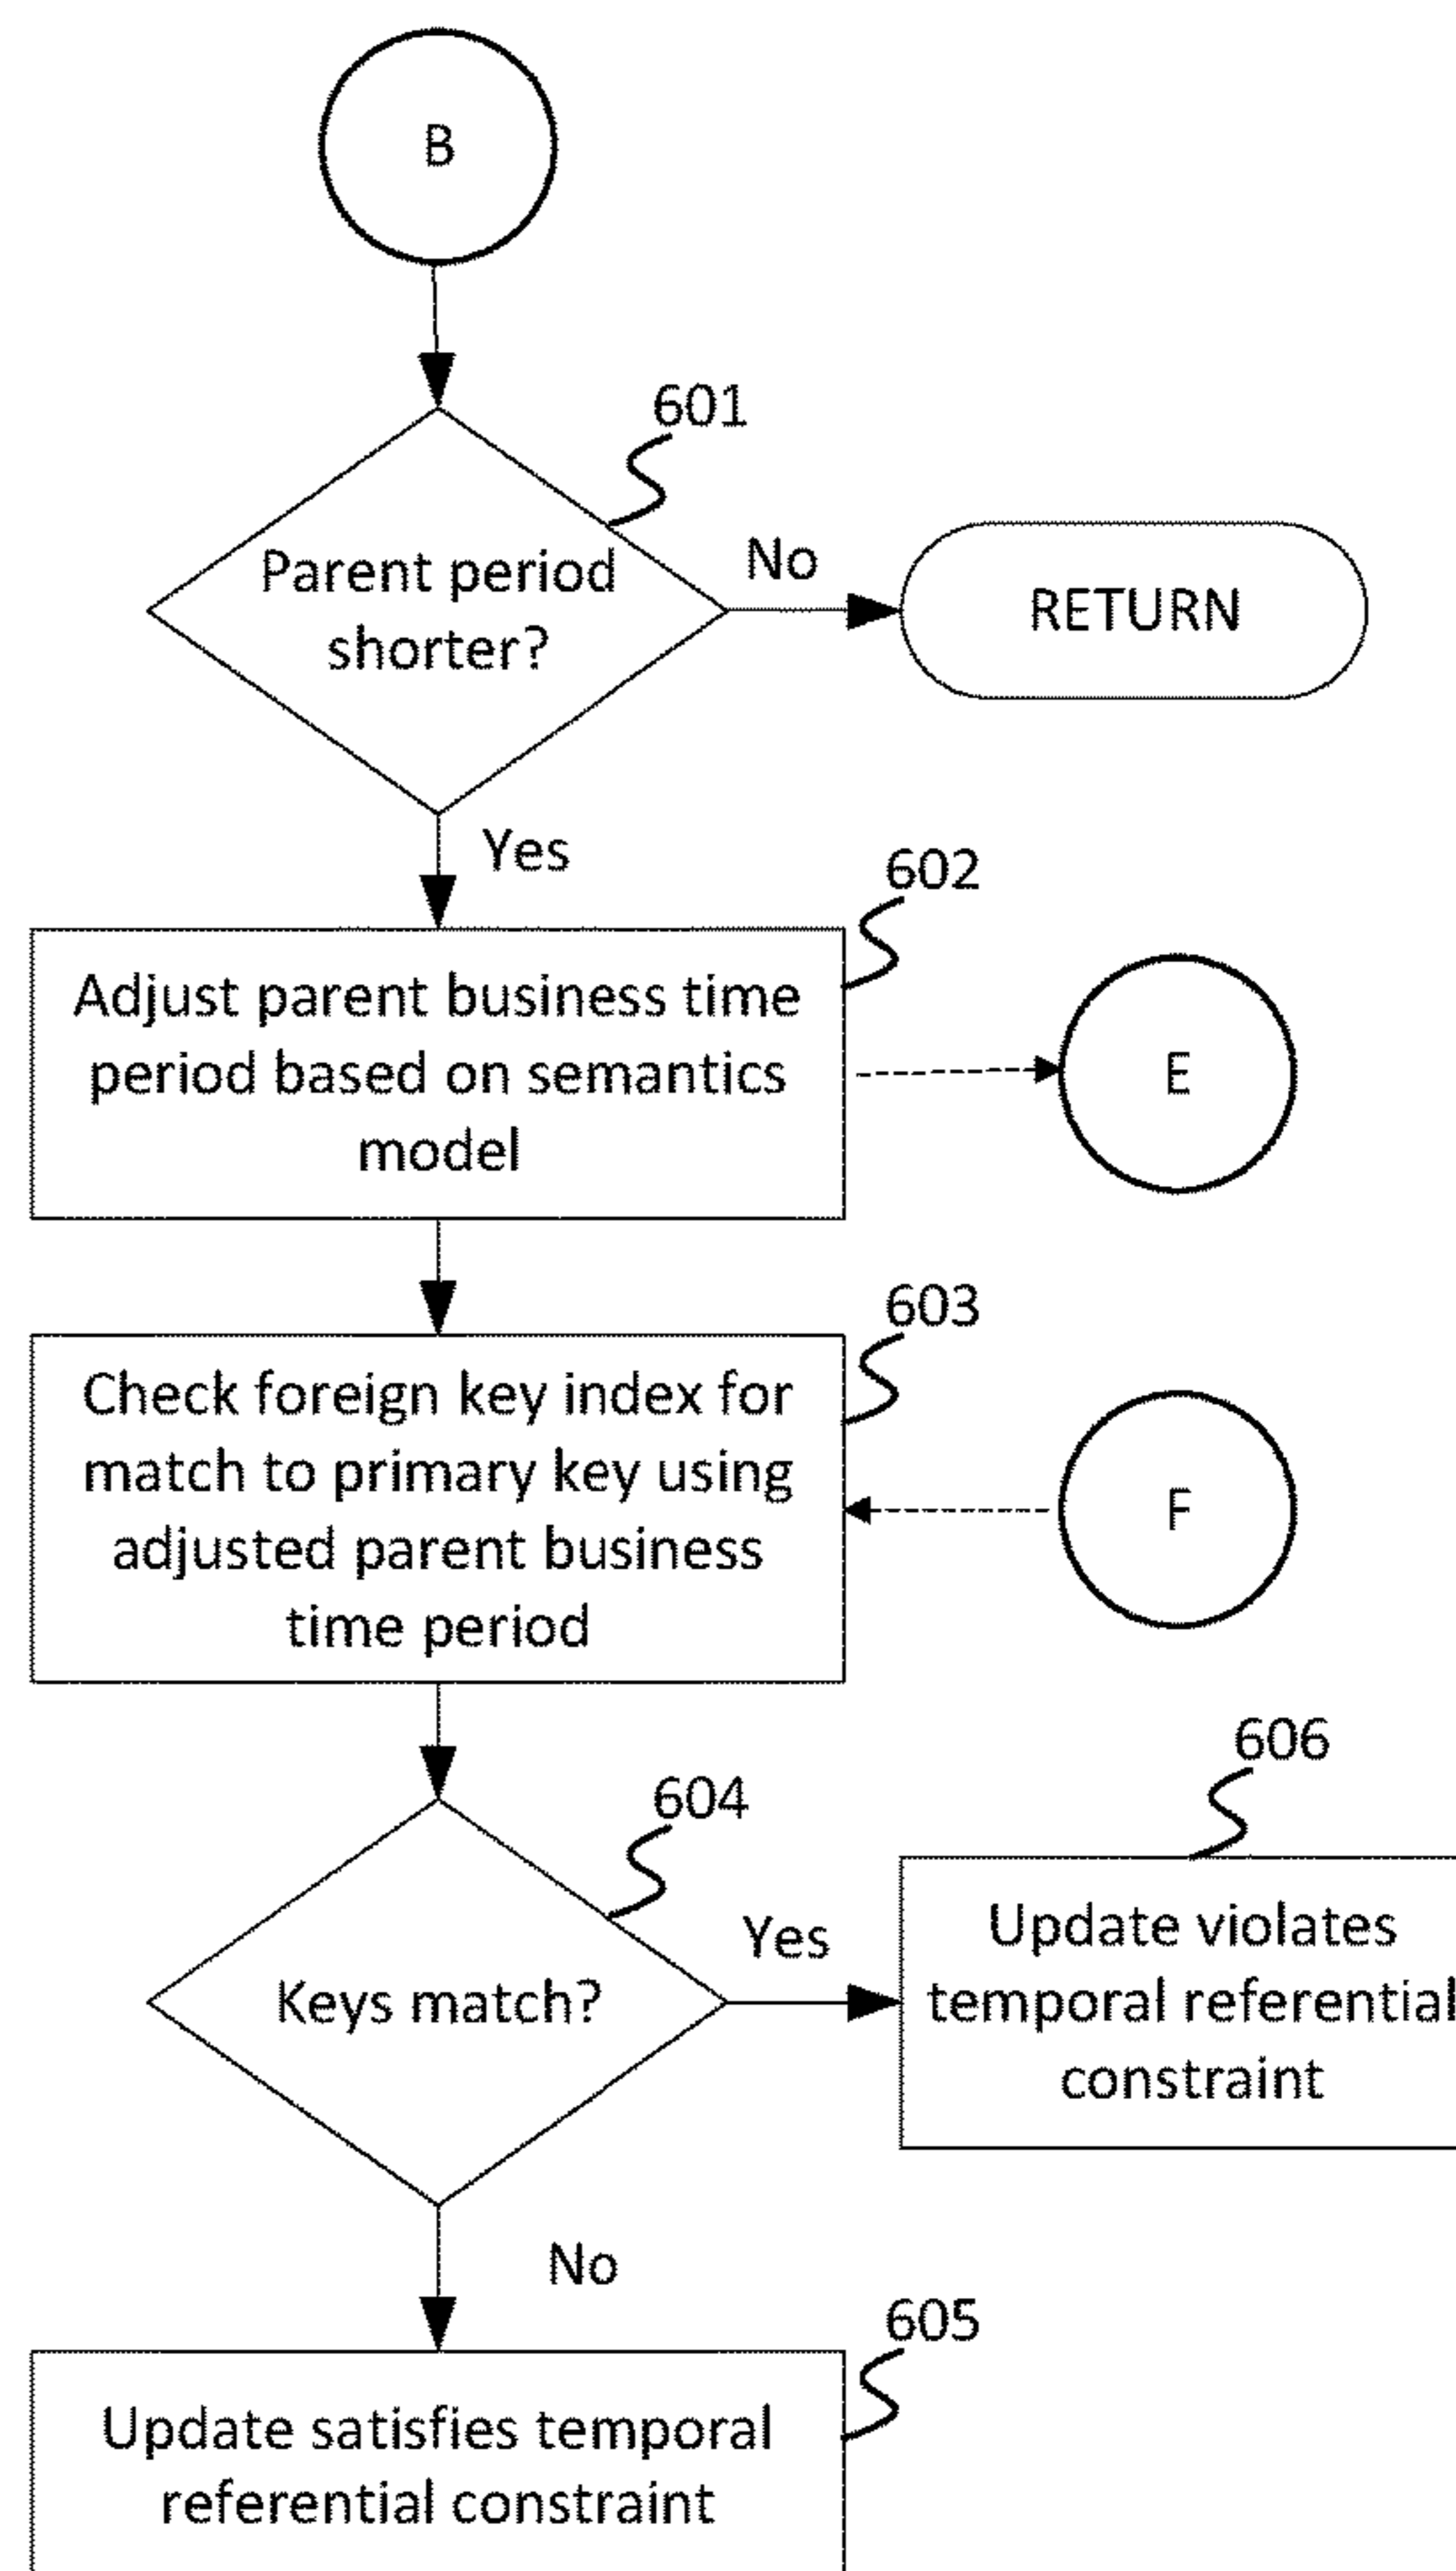 B
601
Parent period
shorter?
No
RETURN
Yes
602
Adjust parent business time
period based on semantics
model
E
603
Check foreign key index for
match to primary key using
adjusted parent business
time period
F
604
Keys match?
Yes
606
Update violates
temporal referential
constraint
No
605
Update satisfies temporal
referential constraint